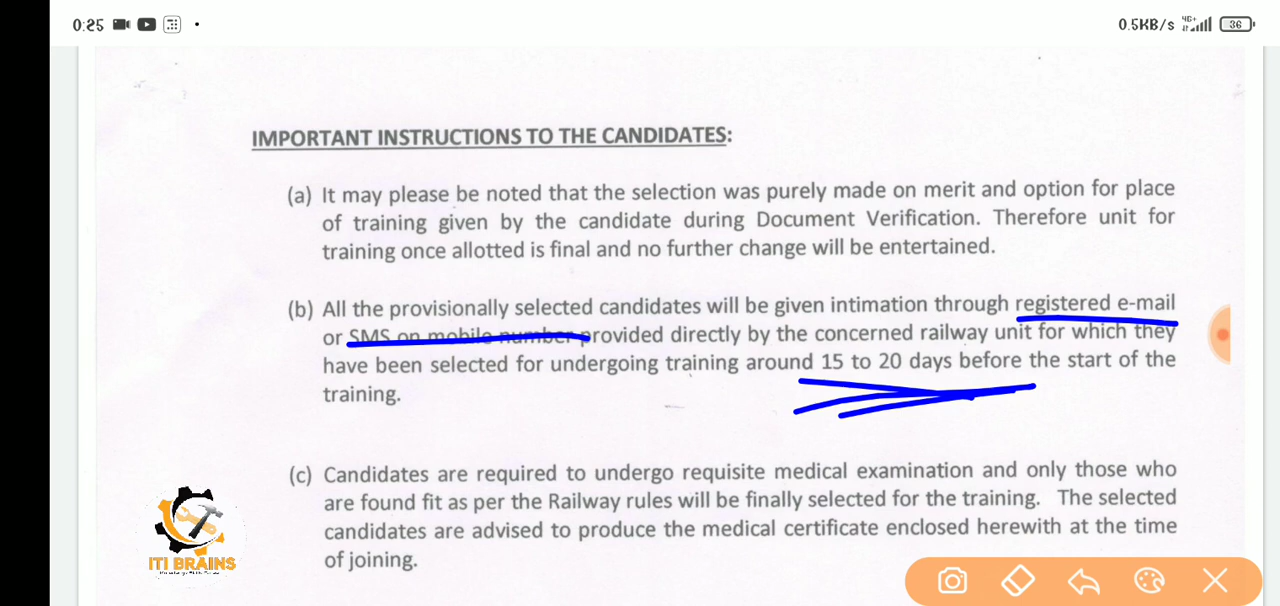 0:25
0.5KB/s 4G+ 36
IMPORTANT INSTRUCTIONS TO THE CANDIDATES:
(a) It may please be noted that the selection was purely made on merit and option for place
of training given by the candidate during Document Verification. Therefore unit for
training once allotted is final and no further change will be entertained.
(b) All the provisionally selected candidates will be given intimation through registered e-mail
or SMS on mobile number provided directly by the concerned railway unit for which they
have been selected for undergoing training around 15 to 20 days before the start of the
training.
(c) Candidates are required to undergo requisite medical examination and only those who
are found fit as per the Railway rules will be finally selected for the training. The selected
candidates are advised to produce the medical certificate enclosed herewith at the time
of joining.
ITI BRAINS